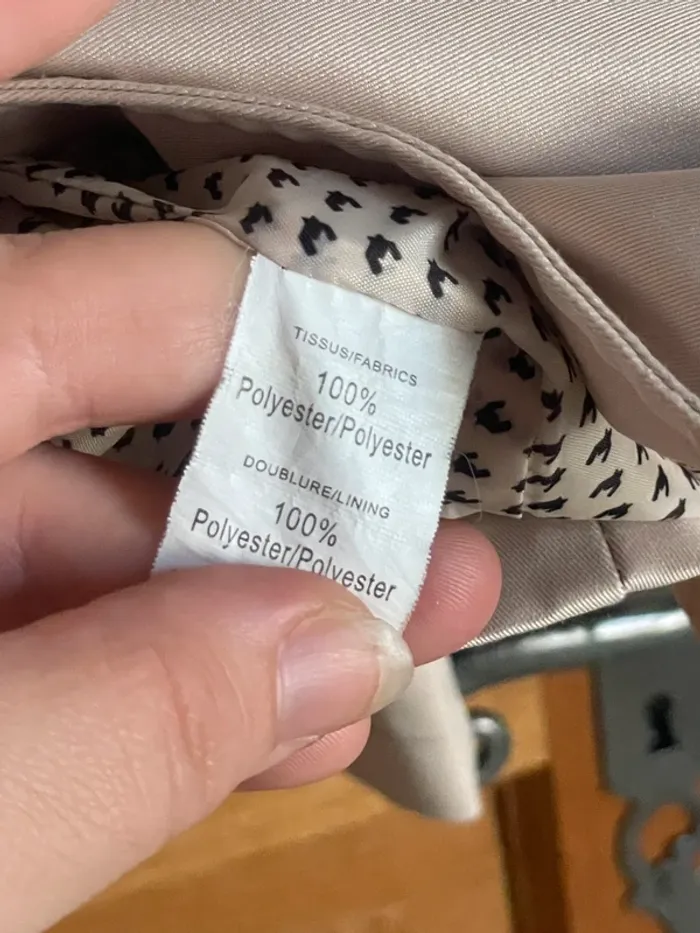 TISSUS/FABRICS
100%
Polyester/Polyester
DOUBLURE/LINING
100%
Polyester/Polyester